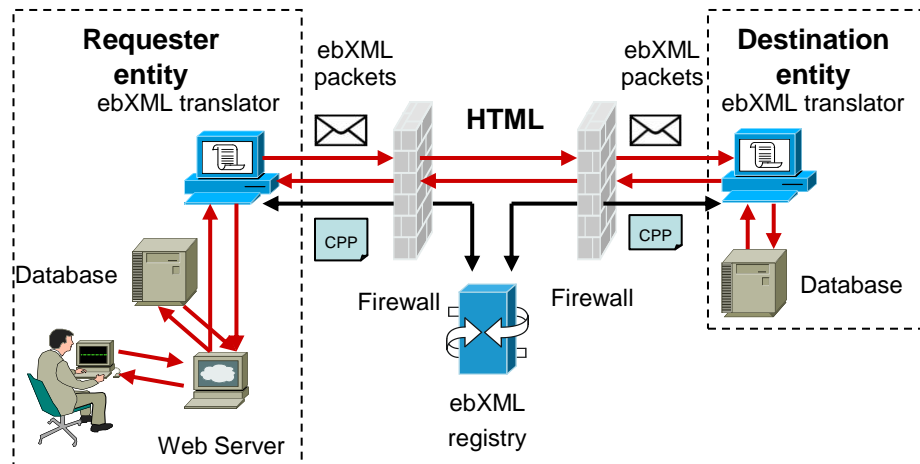 Requester
entity
ebXML translator
ebXML
packets
HTML
ebXML
packets
Destination
entity
ebXML translator
CPP
CPP
Database
Firewall
Firewall
Database
ebXML
registry
Web Server